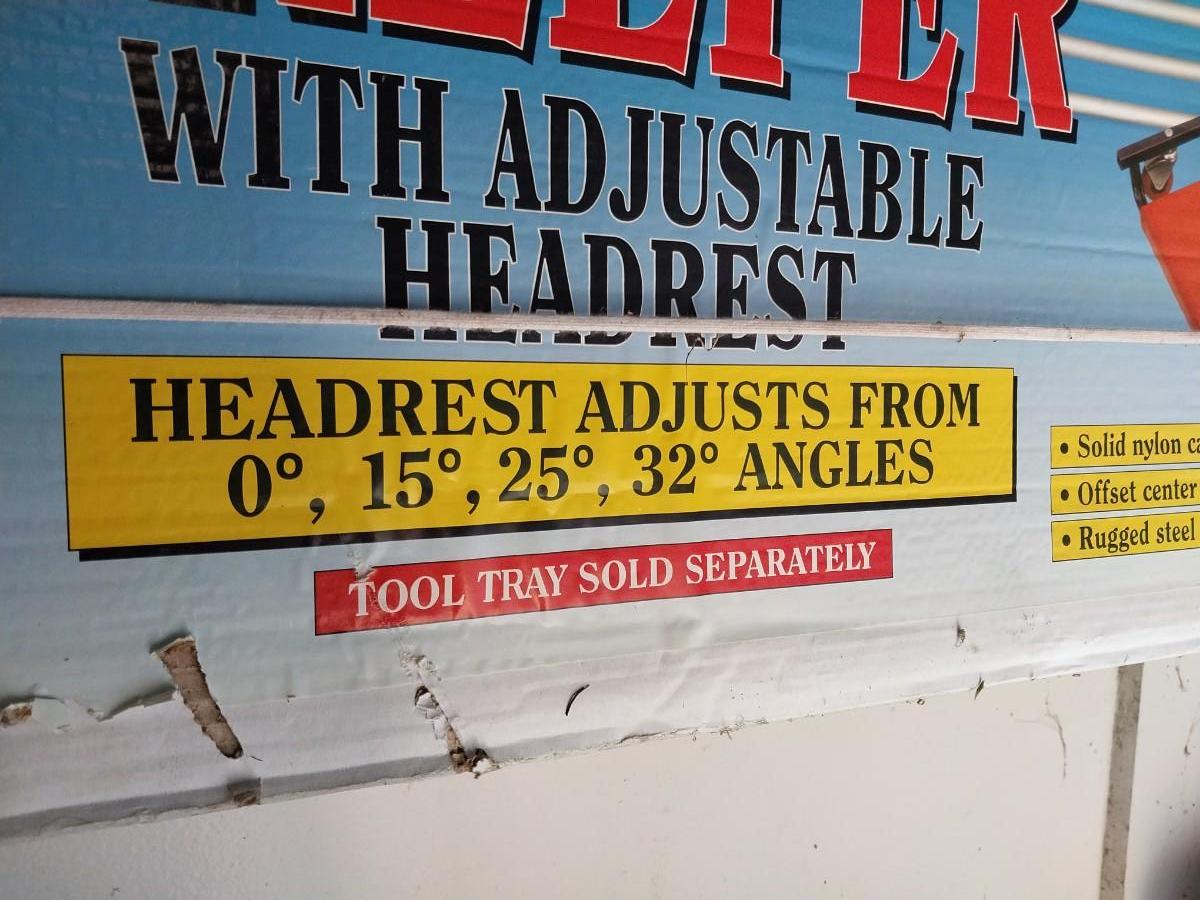 WITH ADJUSTABLE
HEADREST
HEADREST ADJUSTS FROM
0°, 15°, 25°, 32° ANGLES
TOOL TRAY SOLD SEPARATELY
• Solid nylon
• Offset center
• Rugged steel